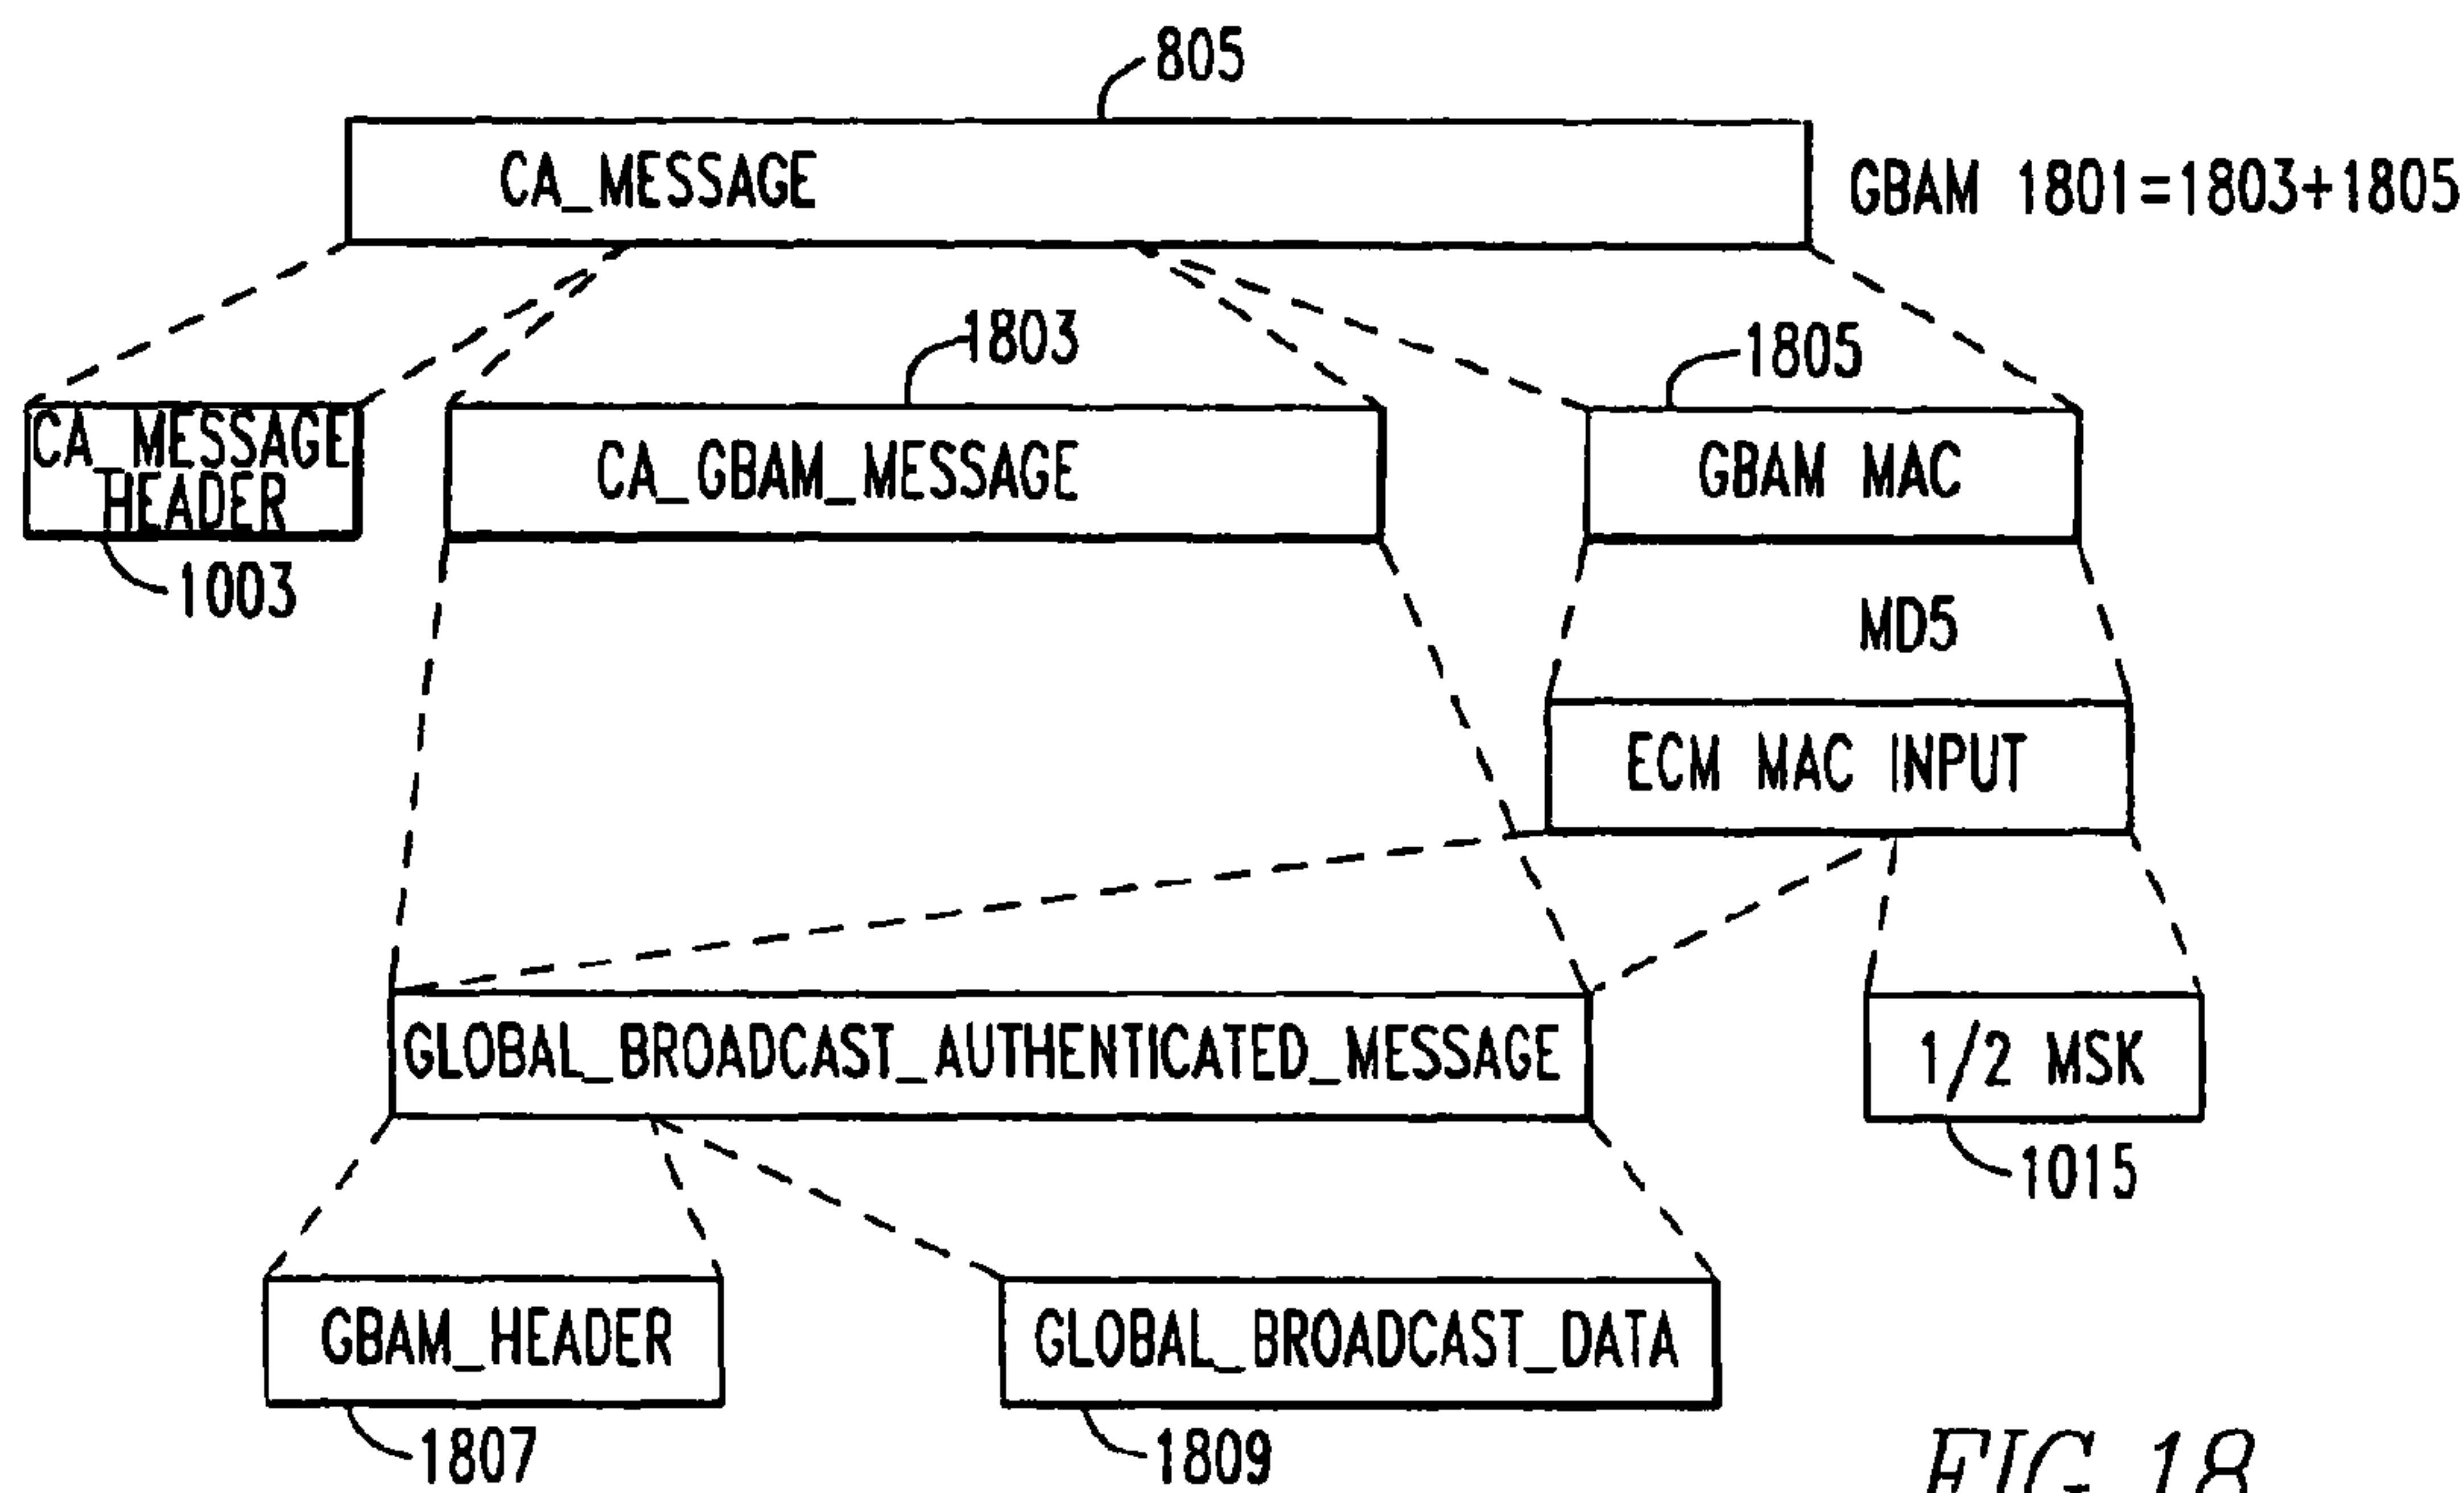 805
CA_MESSAGE
GBAM 1801=1803+1805
1803
1805
CA_MESSAGE
HEADER
CA_GBAM_MESSAGE
GBAM MAC
1003
MD5
ECM MAC INPUT
GLOBAL_BROADCAST_AUTHENTICATED_MESSAGE
1/2 MSK
1015
GBAM_HEADER
GLOBAL_BROADCAST_DATA
1807
1809
FIG.18